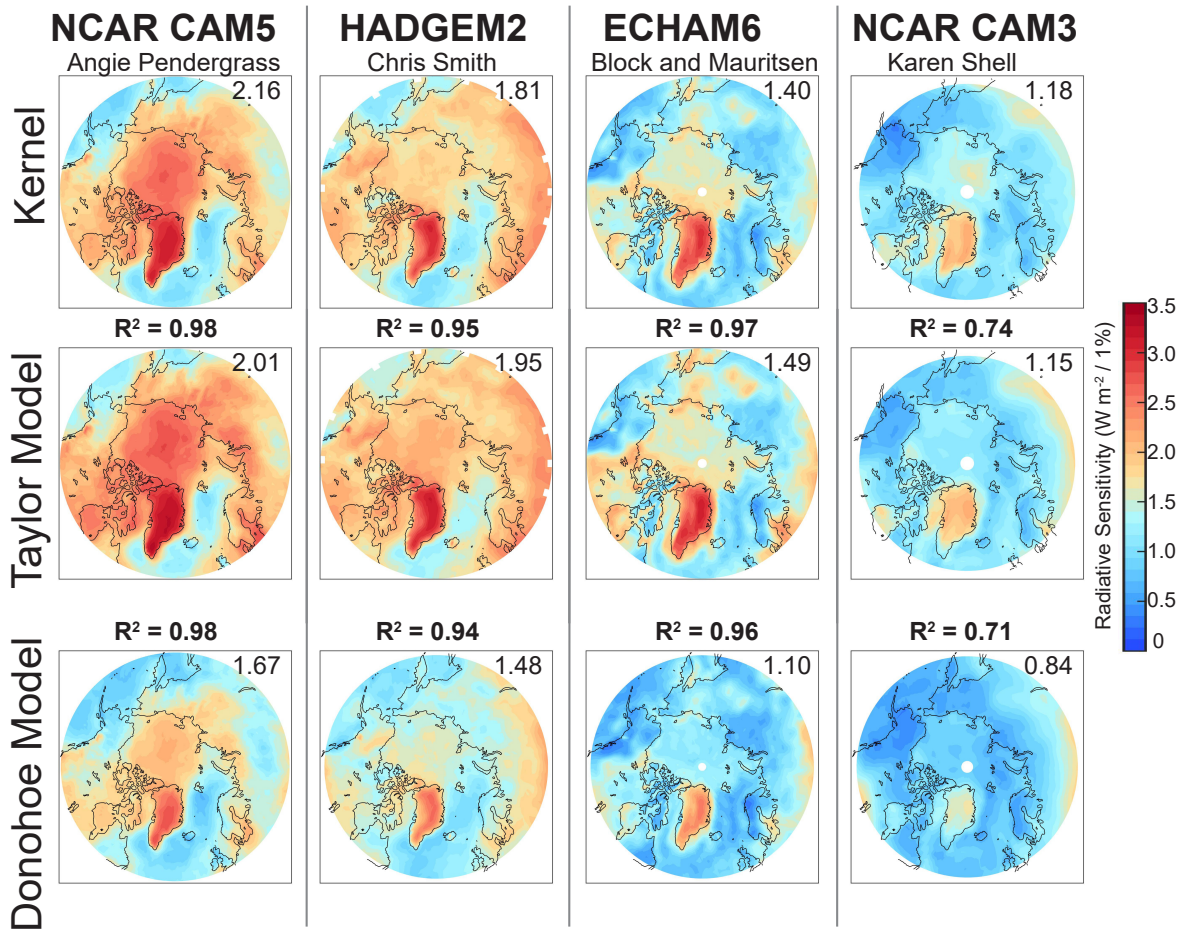 NCAR CAM5
HADGEM2
ECHAM6
NCAR CAM3
Angie Pendergrass
Chris Smith
Block and Mauritsen
Karen Shell
Kernel
2.16
1.81
1.40
1.18
R² = 0.98
R² = 0.95
R² = 0.97
R² = 0.74
Taylor Model
2.01
1.95
1.49
1.15
R² = 0.98
R² = 0.94
R² = 0.96
R² = 0.71
Donohoe Model
1.67
1.48
1.10
0.84
Radiative Sensitivity (W m⁻² / 1%)
3.5
3.0
2.5
2.0
1.5
1.0
0.5
0